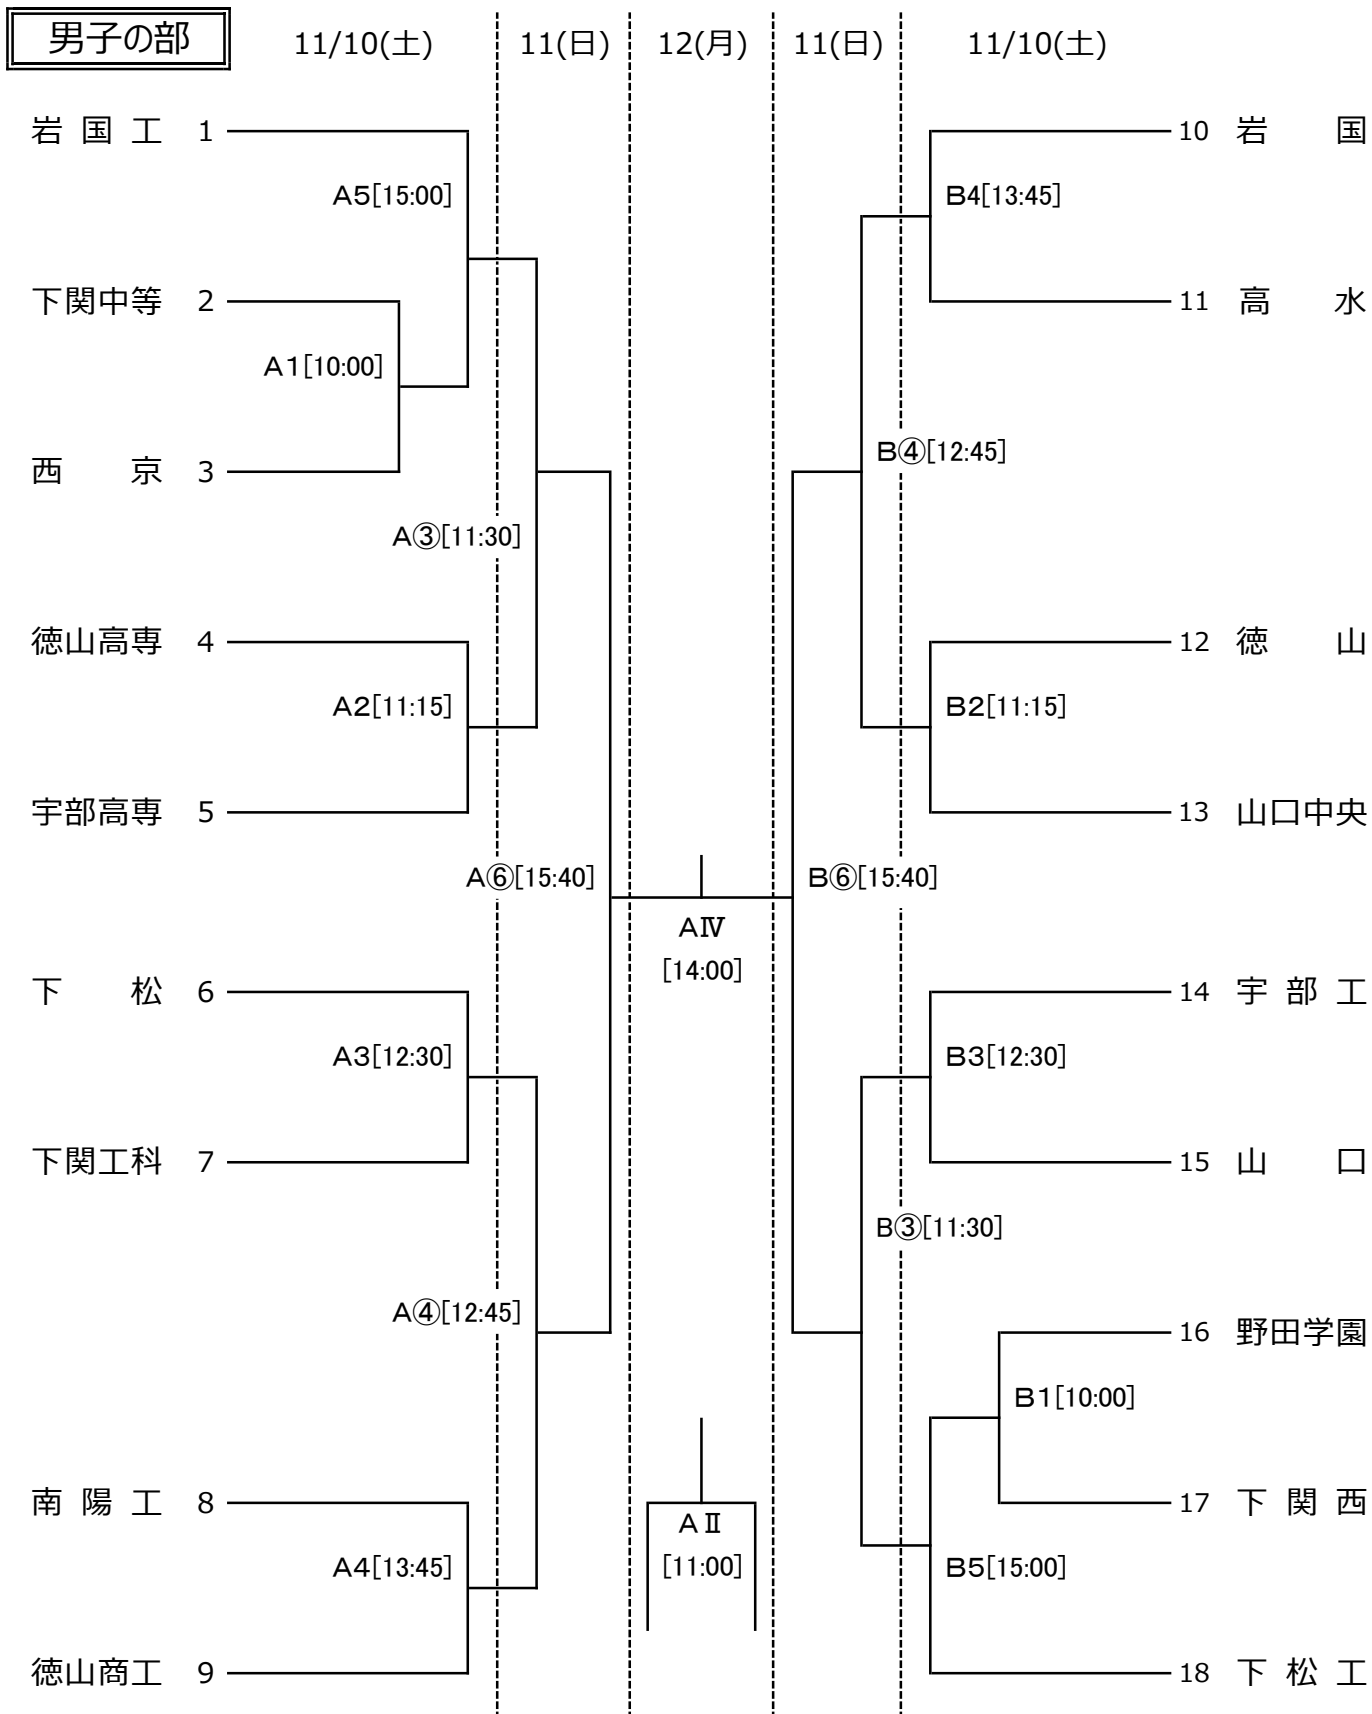 男子の部 11/10(土) 11(日) 12(月) 11(日) 11/10(土)
岩国工 1 10 岩国
A5[15:00] B4[13:45]
下関中等 2 11 高水
A1[10:00]
西京 3 B④[12:45]
A③[11:30]
徳山高専 4 12 徳山
A2[11:15] B2[11:15]
宇部高専 5 13 山口中央
A⑥[15:40] B⑥[15:40]
AⅣ
[14:00]
下松 6 14 宇部工
A3[12:30] B3[12:30]
下関工科 7 15 山口
B③[11:30]
A④[12:45]
16 野田学園
B1[10:00]
南陽工 8 17 下関西
AⅡ
A4[13:45] [11:00] B5[15:00]
徳山商工 9 18 下松工